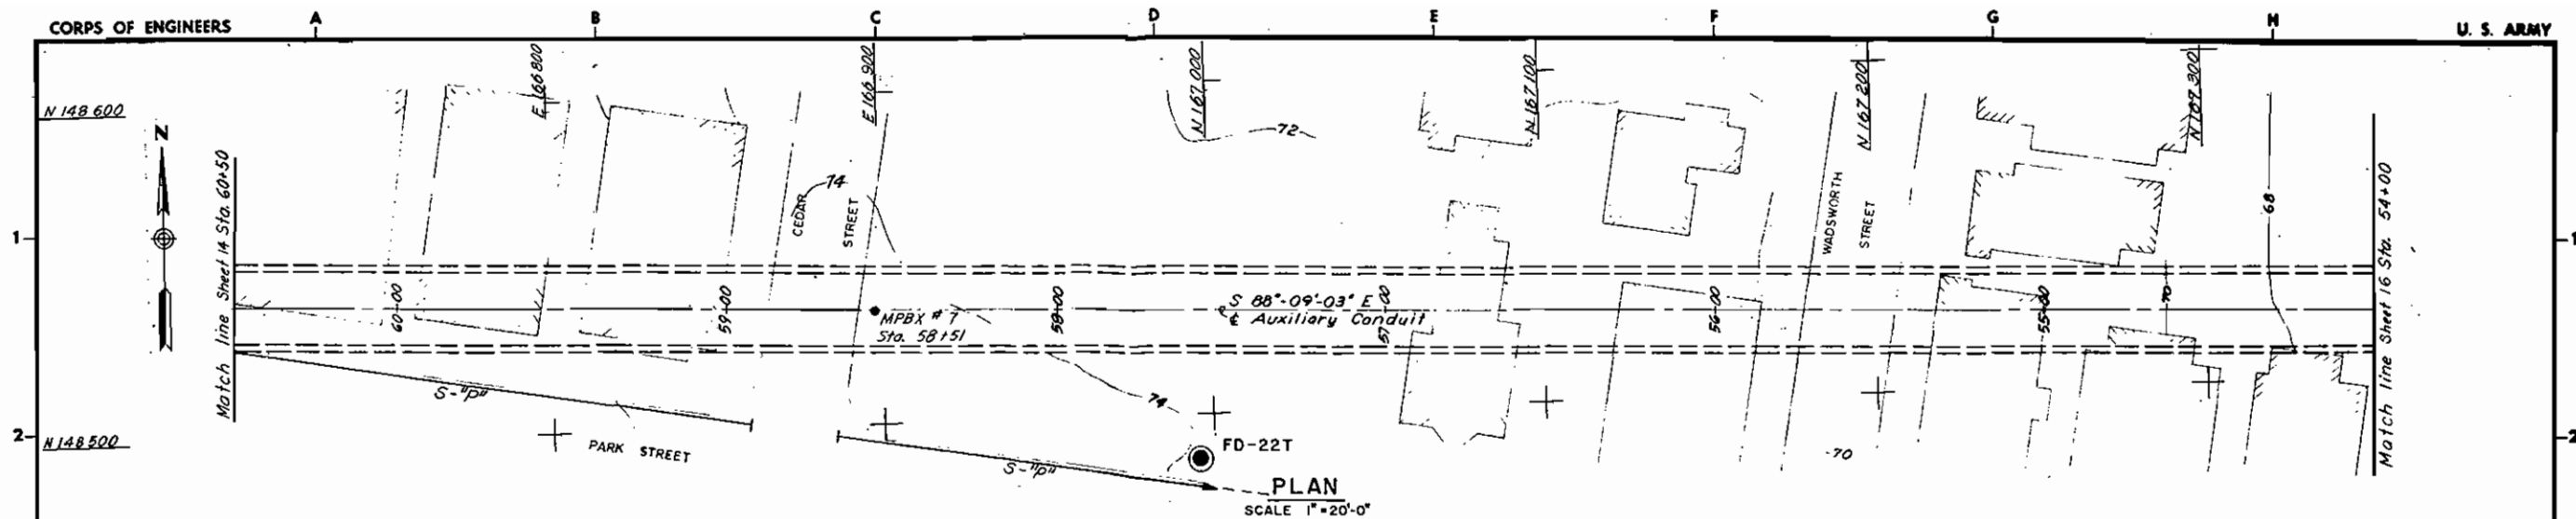 CORPS OF ENGINEERS
A B C D E F G H
U. S. ARMY
N 148 600
E 166 800
E 166 900
N 167 000
N 167 100
N 167 200
N 167 300
N
72
74
CEDAR
STREET
WADSWORTH
STREET
68
1
1
Match line Sheet 14 Sta. 60+50
Match line Sheet 16 Sta. 54+00
60+00
59+00
58+00
57+00
56+00
55+00
70
MPBX # 7
Sta. 58+51
S 88°-09'-03" E
℄ Auxiliary Conduit
S-"P"
74
2
2
N 148 500
PARK STREET
FD-22T
70
S-"P"
PLAN
SCALE 1"=20'-0"